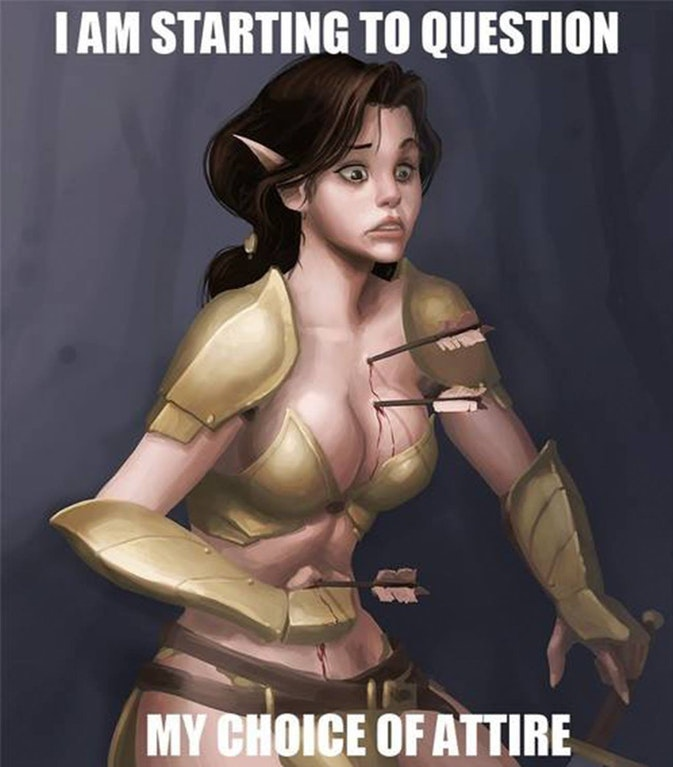 I AM STARTING TO QUESTION
MY CHOICE OF ATTIRE